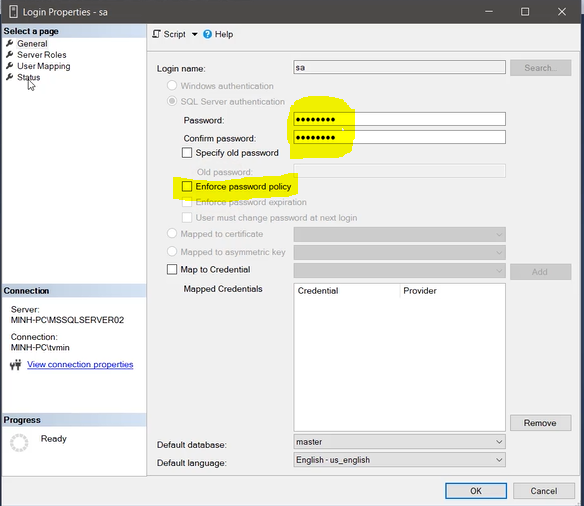 Login Properties - sa
Select a page
General
Server Roles
User Mapping
Status
Script
Help
Login name:
sa
Search...
Windows authentication
SQL Server authentication
Password:
●●●●●●●●
Confirm password:
●●●●●●●●
Specify old password
Old password:
Enforce password policy
Enforce password expiration
User must change password at next login
Mapped to certificate
Mapped to asymmetric key
Map to Credential
Add
Mapped Credentials
Credential Provider
Remove
Default database:
master
Default language:
English - us_english
Connection
Server:
MINH-PC\MSSQLSERVER02
Connection:
MINH-PC\tvmin
View connection properties
Progress
Ready
OK
Cancel